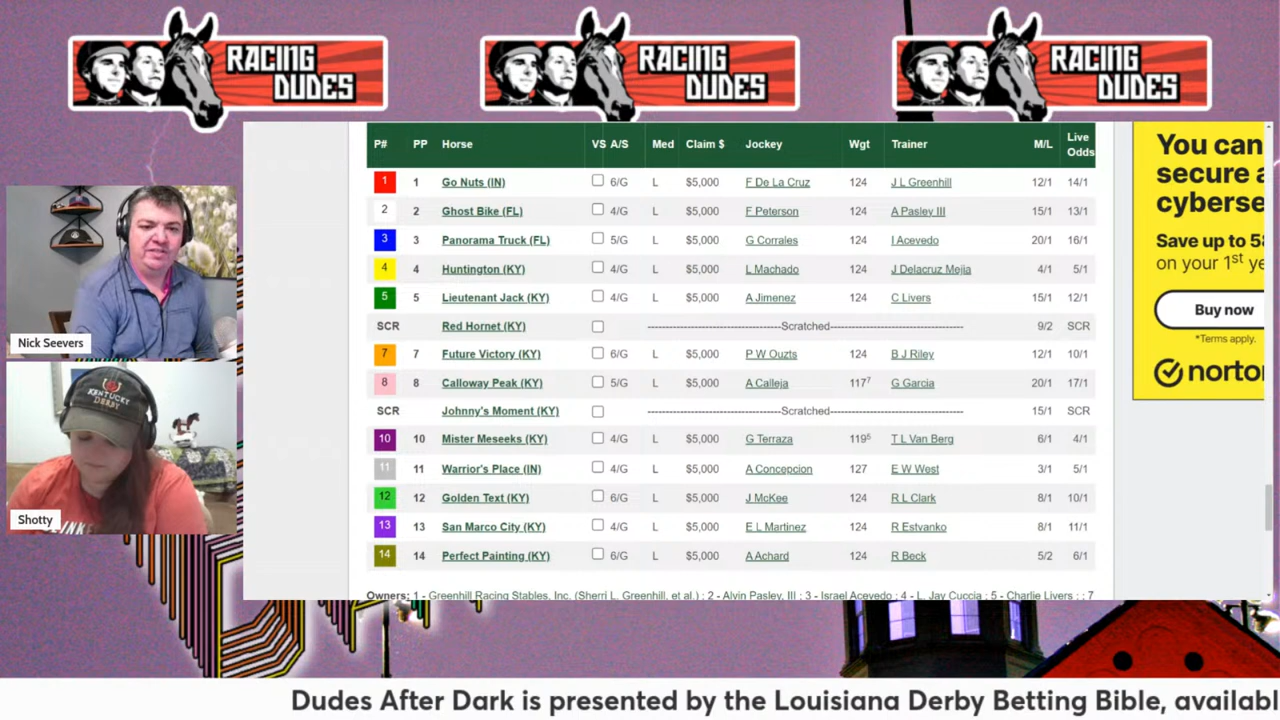 RACING DUDES
RACING DUDES
RACING DUDES
P# PP Horse VS A/S Med Claim $ Jockey Wgt Trainer M/L Live Odds
1 1 Go Nuts (IN) 6/G L $5,000 F De La Cruz 124 J L Greenhill 12/1 14/1
2 2 Ghost Bike (FL) 4/G L $5,000 F Peterson 124 A Pasley III 15/1 13/1
3 3 Panorama Truck (FL) 5/G L $5,000 G Corrales 124 I Acevedo 20/1 16/1
4 4 Huntington (KY) 4/G L $5,000 L Machado 124 J Delacruz Mejia 4/1 5/1
5 5 Lieutenant Jack (KY) 4/G L $5,000 A Jimenez 124 C Livers 15/1 12/1
SCR Red Hornet (KY) Scratched 9/2 SCR
7 7 Future Victory (KY) 6/G L $5,000 P W Ouzts 124 B J Riley 12/1 10/1
8 8 Calloway Peak (KY) 5/G L $5,000 A Calleja 117⁷ G Garcia 20/1 17/1
SCR Johnny's Moment (KY) Scratched 15/1 SCR
10 10 Mister Meseeks (KY) 4/G L $5,000 G Terraza 119⁵ T L Van Berg 6/1 4/1
11 11 Warrior's Place (IN) 4/G L $5,000 A Concepcion 127 E W West 3/1 5/1
12 12 Golden Text (KY) 6/G L $5,000 J McKee 124 R L Clark 8/1 10/1
13 13 San Marco City (KY) 4/G L $5,000 E L Martinez 124 R Estvanko 8/1 11/1
14 14 Perfect Painting (KY) 6/G L $5,000 A Achard 124 R Beck 5/2 6/1
Owners: 1 - Greenhill Racing Stables, Inc. (Sherri L. Greenhill, et al.) ; 2 - Alvin Pasley, III ; 3 - Israel Acevedo ; 4 - L. Jay Cuccia ; 5 - Charlie Livers ; ; 7
You can
secure a
cyberse
Save up to 58
on your 1st ye
Buy now
*Terms apply.
norto
Nick Seevers
KENTUCKY
DERBY
Shotty
Dudes After Dark is presented by the Louisiana Derby Betting Bible, availabl